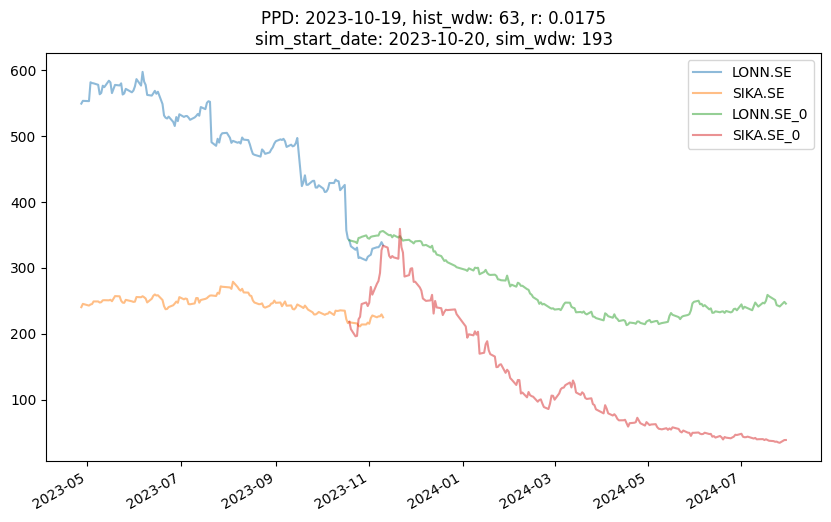 PPD: 2023-10-19, hist_wdw: 63, r: 0.0175
sim_start_date: 2023-10-20, sim_wdw: 193
LONN.SE
SIKA.SE
LONN.SE_0
SIKA.SE_0
600
500
400
300
200
100
2023-05
2023-07
2023-09
2023-11
2024-01
2024-03
2024-05
2024-07